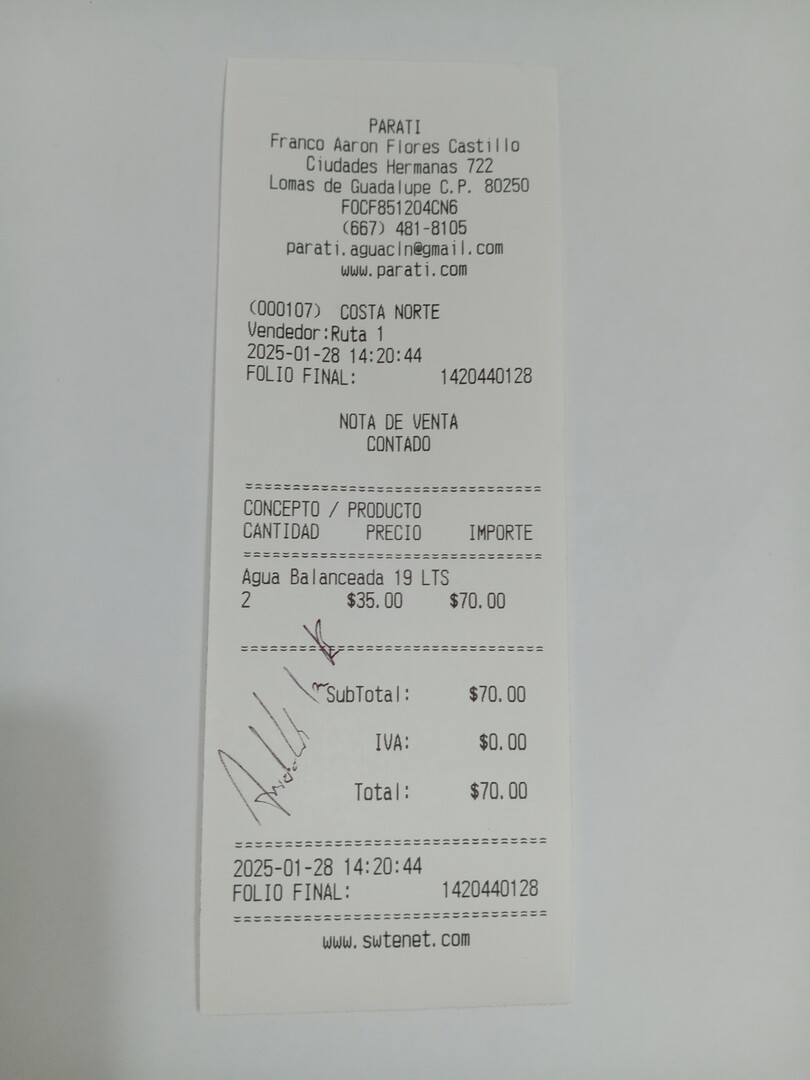 PARATI
Franco Aaron Flores Castillo
Ciudades Hermanas 722
Lomas de Guadalupe C.P. 80250
FOCF851204CN6
(667) 481-8105
parati.aguacln@gmail.com
www.parati.com
(000107) COSTA NORTE
Vendedor:Ruta 1
2025-01-28 14:20:44
FOLIO FINAL: 1420440128
NOTA DE VENTA
CONTADO
================================
CONCEPTO / PRODUCTO
CANTIDAD PRECIO IMPORTE
================================
Agua Balanceada 19 LTS
2 $35.00 $70.00
================================
SubTotal: $70.00
IVA: $0.00
Total: $70.00
================================
2025-01-28 14:20:44
FOLIO FINAL: 1420440128
================================
www.swtenet.com